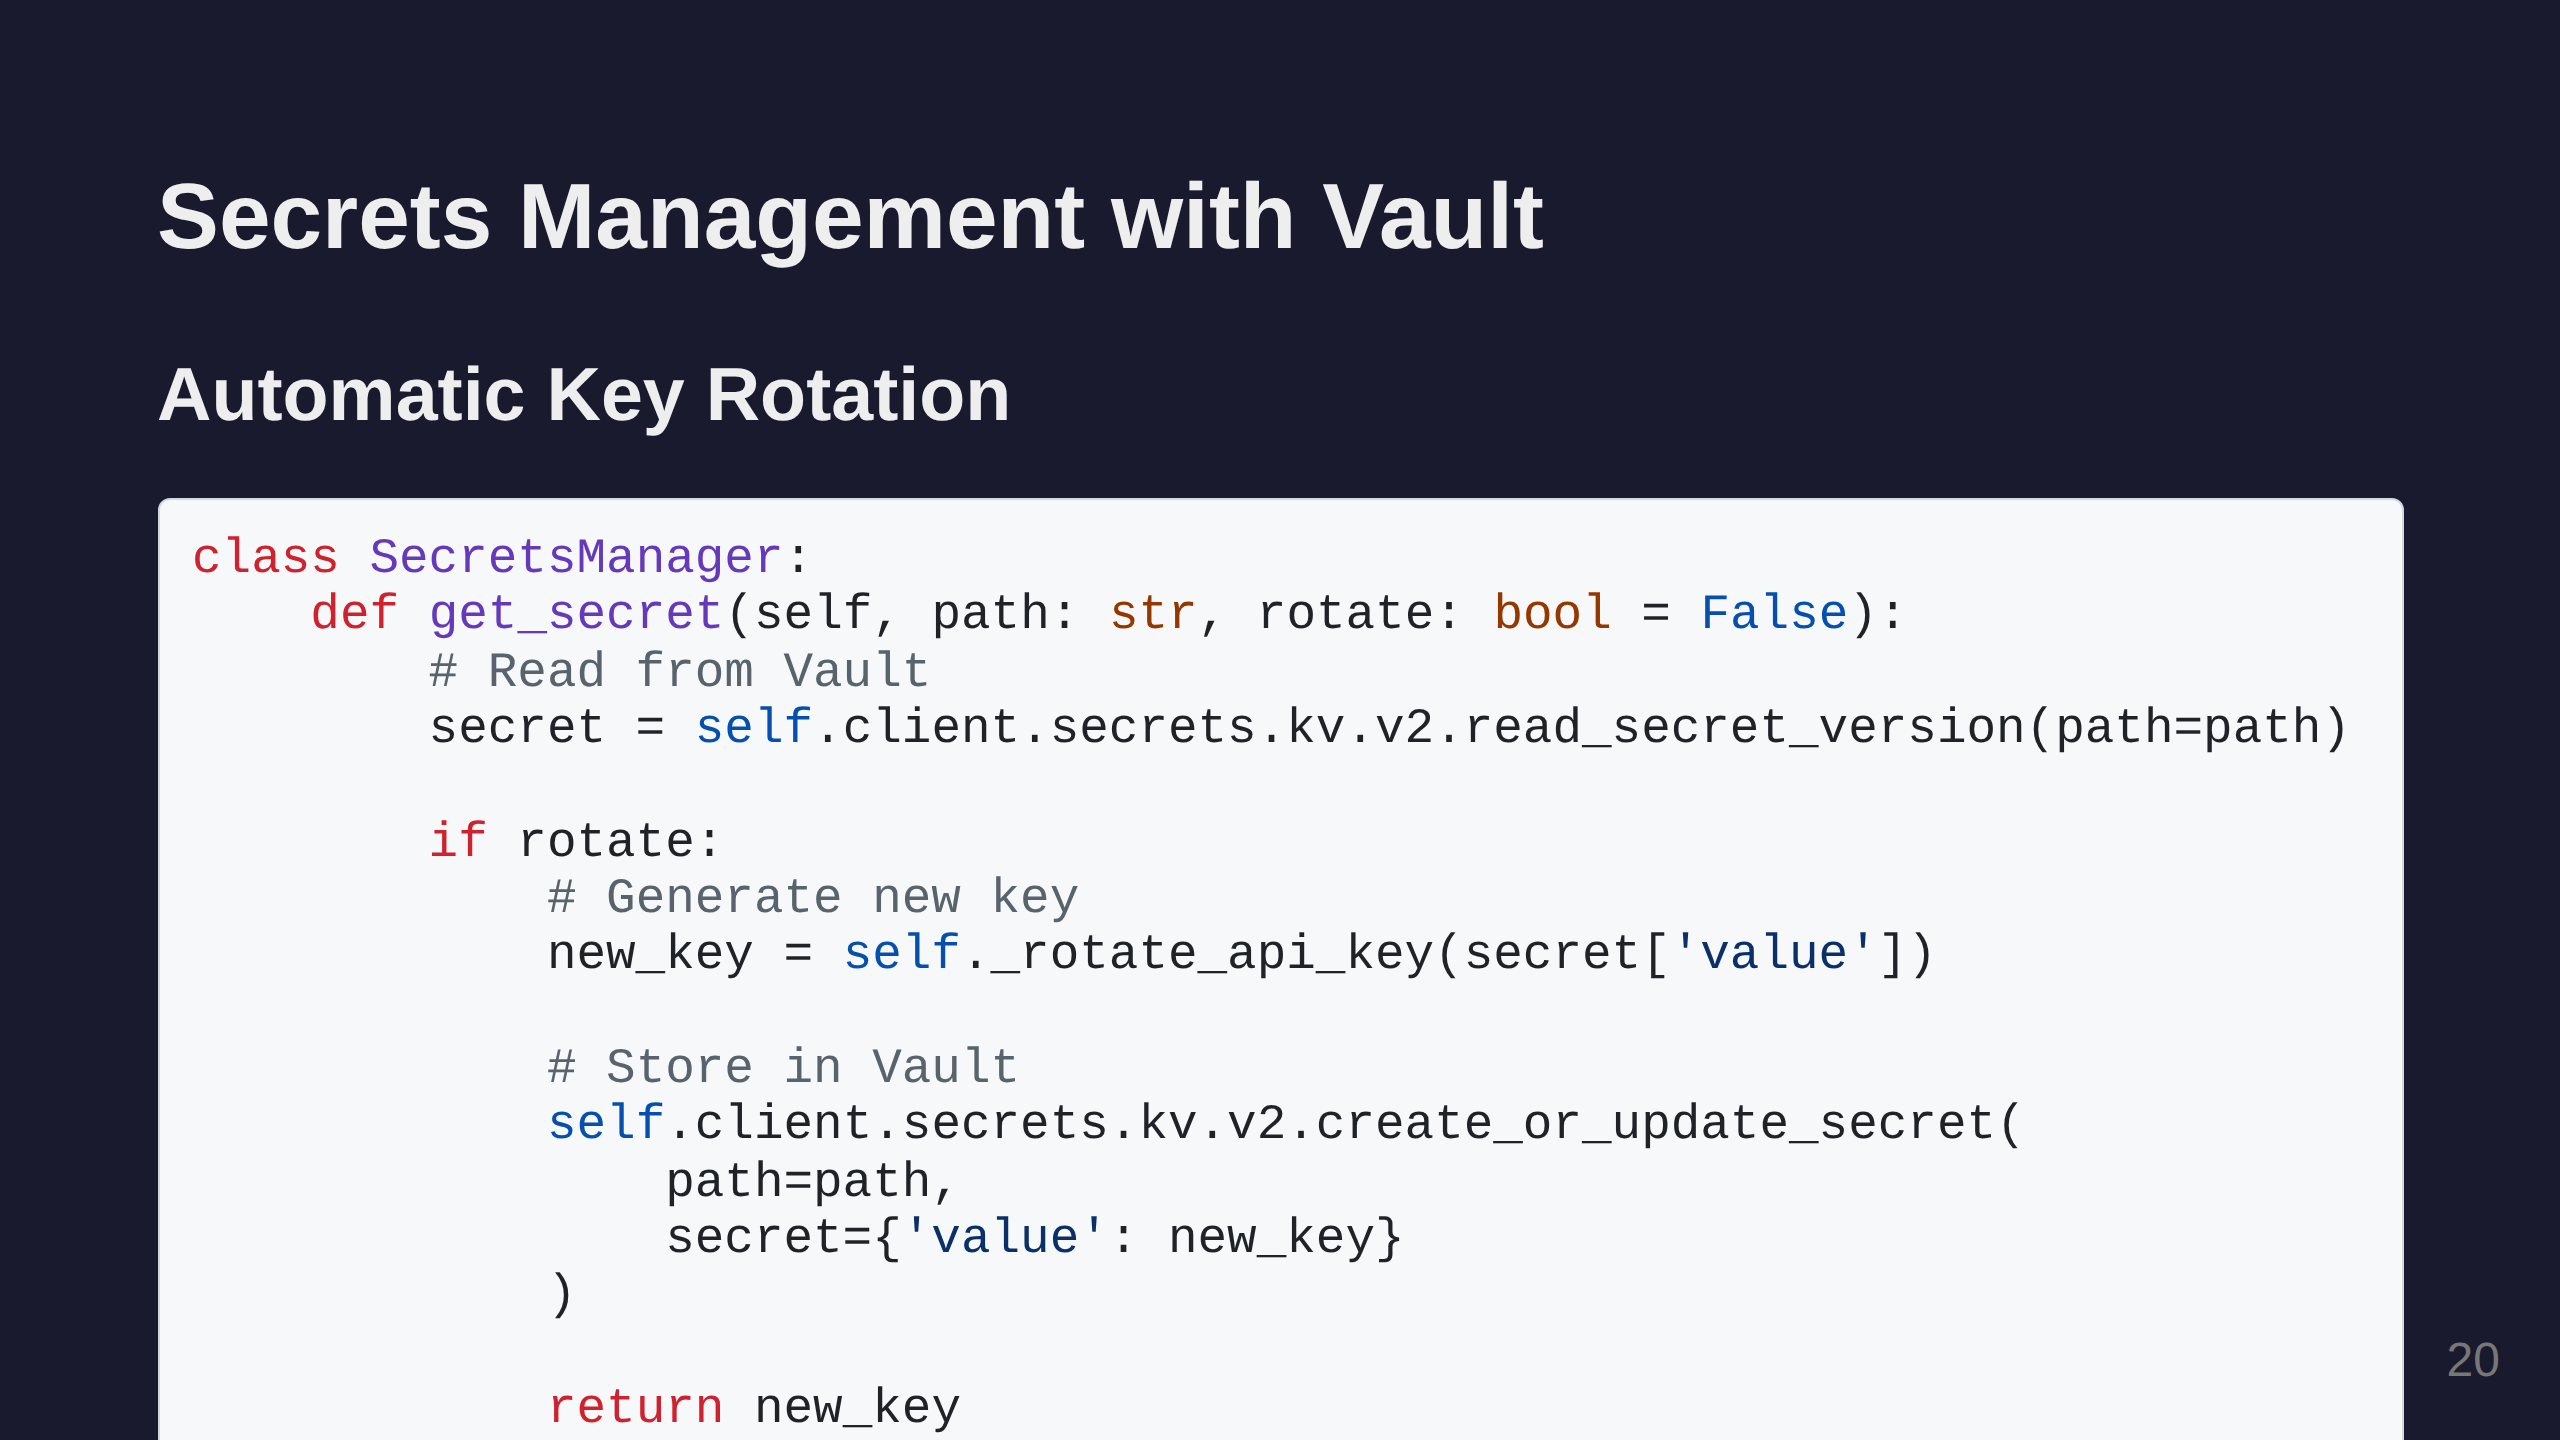 Secrets Management with Vault
Automatic Key Rotation
class SecretsManager:
    def get_secret(self, path: str, rotate: bool = False):
        # Read from Vault
        secret = self.client.secrets.kv.v2.read_secret_version(path=path)

        if rotate:
            # Generate new key
            new_key = self._rotate_api_key(secret['value'])

            # Store in Vault
            self.client.secrets.kv.v2.create_or_update_secret(
                path=path,
                secret={'value': new_key}
            )

            return new_key
20